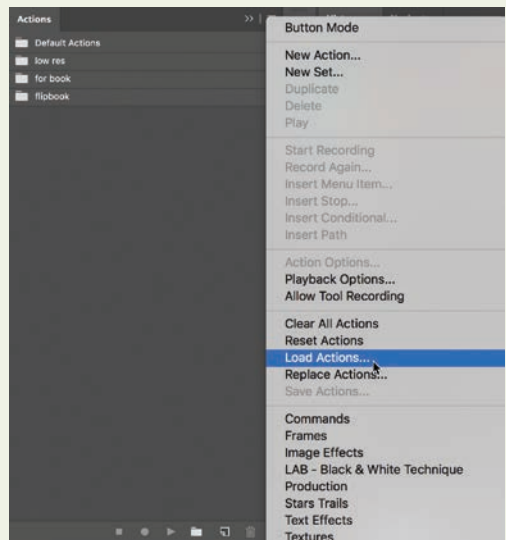 Actions
Default Actions
low res
for book
flipbook
Button Mode
New Action...
New Set...
Duplicate
Delete
Play
Start Recording
Record Again...
Insert Menu Item...
Insert Stop...
Insert Conditional...
Insert Path
Action Options...
Playback Options...
Allow Tool Recording
Clear All Actions
Reset Actions
Load Actions...
Replace Actions...
Save Actions...
Commands
Frames
Image Effects
LAB - Black & White Technique
Production
Stars Trails
Text Effects
Textures